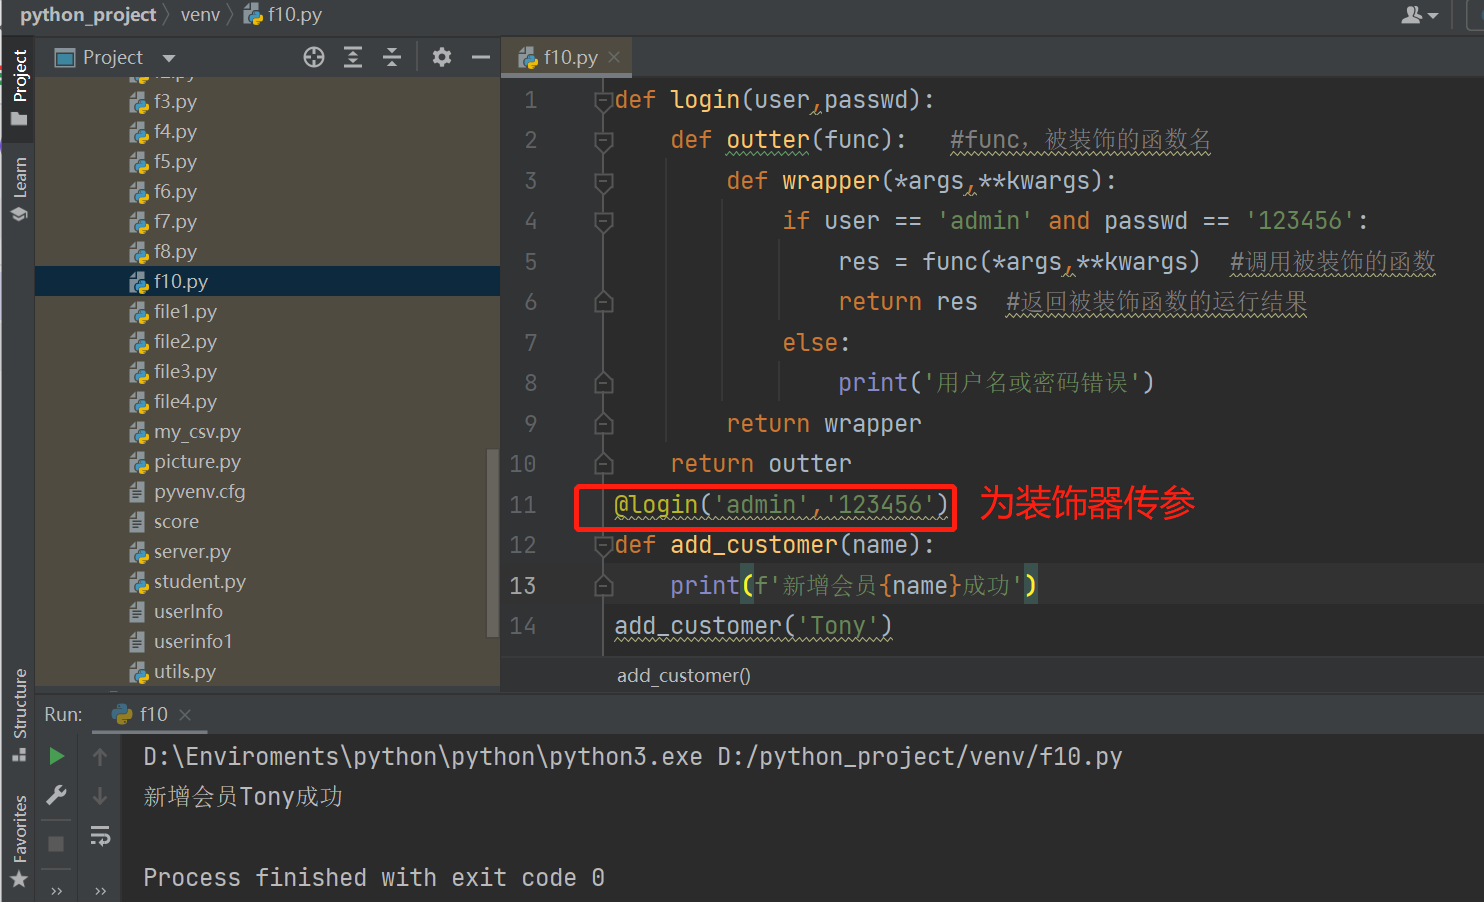 python_project venv f10.py
Project
Project
f10.py
f3.py
f4.py
f5.py
f6.py
f7.py
f8.py
f10.py
file1.py
file2.py
file3.py
file4.py
my_csv.py
picture.py
pyvenv.cfg
score
server.py
student.py
userInfo
userinfo1
utils.py
Learn
Structure
Favorites
1 def login(user,passwd):
2 def outter(func): #func, 被装饰的函数名
3 def wrapper(*args,**kwargs):
4 if user == 'admin' and passwd == '123456':
5 res = func(*args,**kwargs) #调用被装饰的函数
6 return res #返回被装饰函数的运行结果
7 else:
8 print('用户名或密码错误')
9 return wrapper
10 return outter
11 @login('admin','123456') 为装饰器传参
12 def add_customer(name):
13 print(f'新增会员{name}成功')
14 add_customer('Tony')
add_customer()
Run: f10
D:\Enviroments\python\python\python3.exe D:/python_project/venv/f10.py
新增会员Tony成功
Process finished with exit code 0